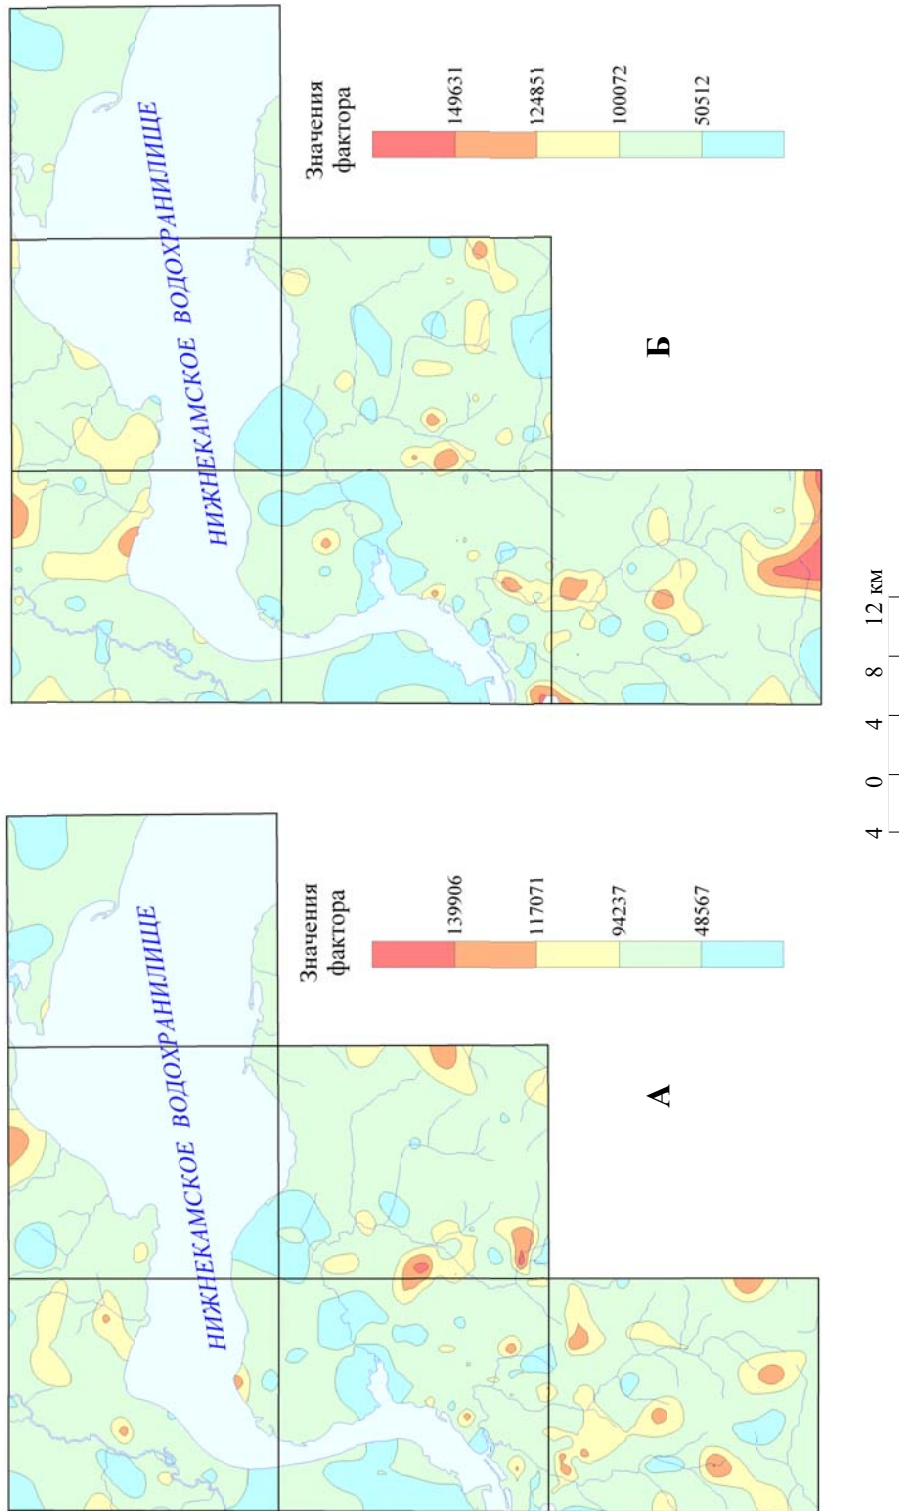 НИЖНЕКАМСКОЕ ВОДОХРАНИЛИЩЕ
Значения
фактора
149631
124851
100072
50512
Б
НИЖНЕКАМСКОЕ ВОДОХРАНИЛИЩЕ
Значения
фактора
139906
117071
94237
48567
А
4 0 4 8 12 км